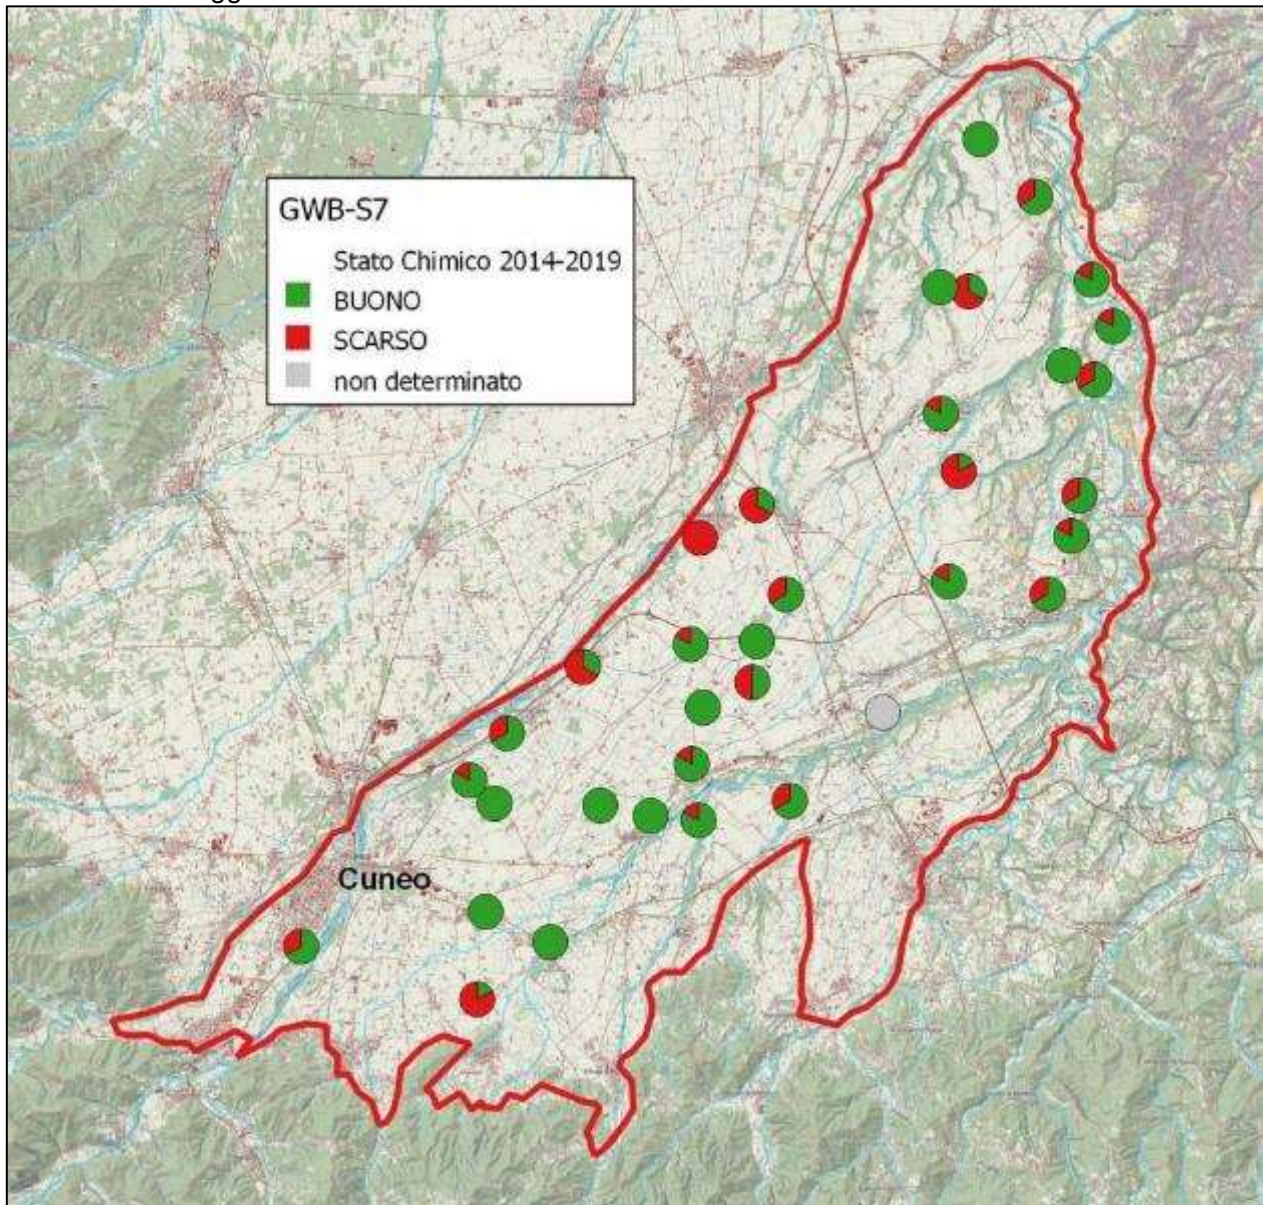 GWB-S7
Stato Chimico 2014-2019
BUONO
SCARSO
non determinato
Cuneo